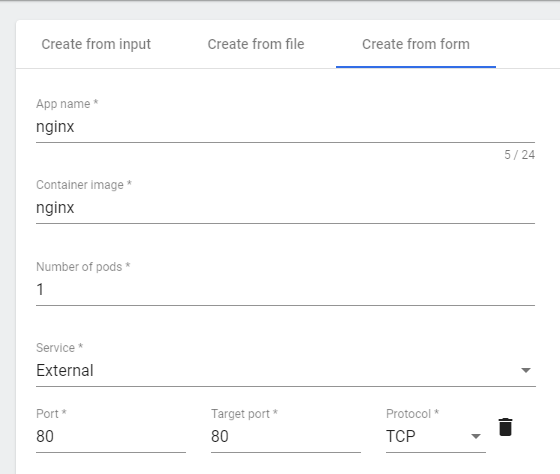 Create from input Create from file Create from form
App name *
nginx
5 / 24
Container image *
nginx
Number of pods *
1
Service *
External
Port * Target port * Protocol *
80 80 TCP